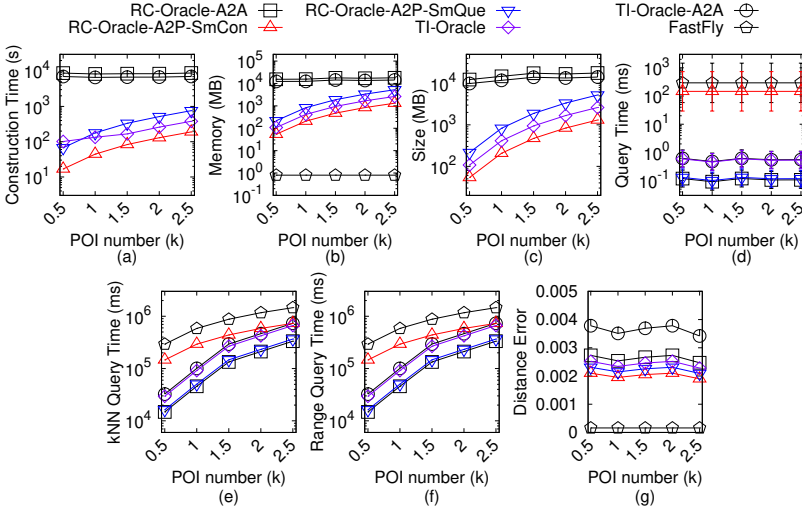 RC-Oracle-A2A RC-Oracle-A2P-SmQue TI-Oracle-A2A
RC-Oracle-A2P-SmCon TI-Oracle FastFly
Construction Time (s)
10^4
10^3
10^2
10^1
0.5 1 1.5 2 2.5
POI number (k)
(a)
Memory (MB)
10^5
10^4
10^3
10^2
10^1
10^0
10^-1
0.5 1 1.5 2 2.5
POI number (k)
(b)
Size (MB)
10^4
10^3
10^2
0.5 1 1.5 2 2.5
POI number (k)
(c)
Query Time (ms)
10^3
10^2
10^1
10^0
10^-1
0.5 1 1.5 2 2.5
POI number (k)
(d)
kNN Query Time (ms)
10^6
10^5
10^4
0.5 1 1.5 2 2.5
POI number (k)
(e)
Range Query Time (ms)
10^6
10^5
10^4
0.5 1 1.5 2 2.5
POI number (k)
(f)
Distance Error
0.005
0.004
0.003
0.002
0.001
0
0.5 1 1.5 2 2.5
POI number (k)
(g)